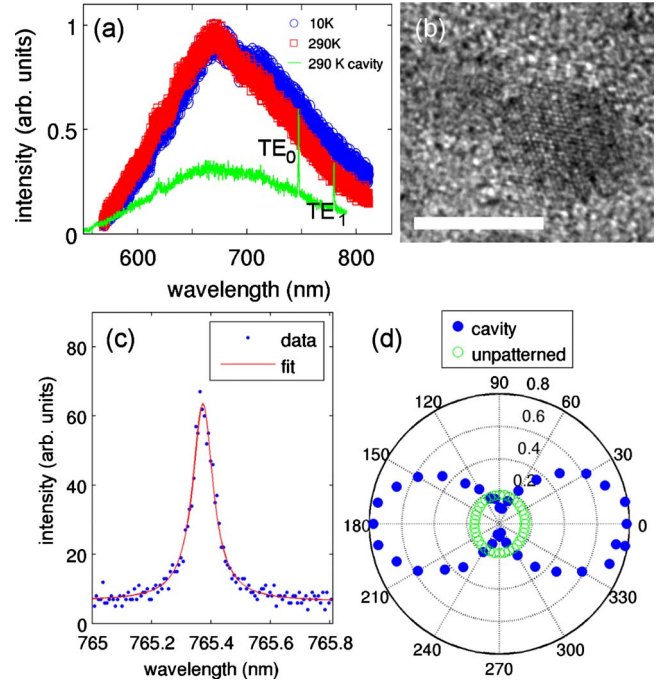 (a)
10K
290K
290 K cavity
intensity (arb. units)
1
0.5
0
TE0
TE1
600 700 800
wavelength (nm)
(b)
(c)
data
fit
intensity (arb. units)
80
60
40
20
0
765 765.2 765.4 765.6 765.8
wavelength (nm)
(d)
cavity
unpatterned
90 0.8
120 60
0.6
0.4
150 30
0.2
180 0
210 330
240 300
270